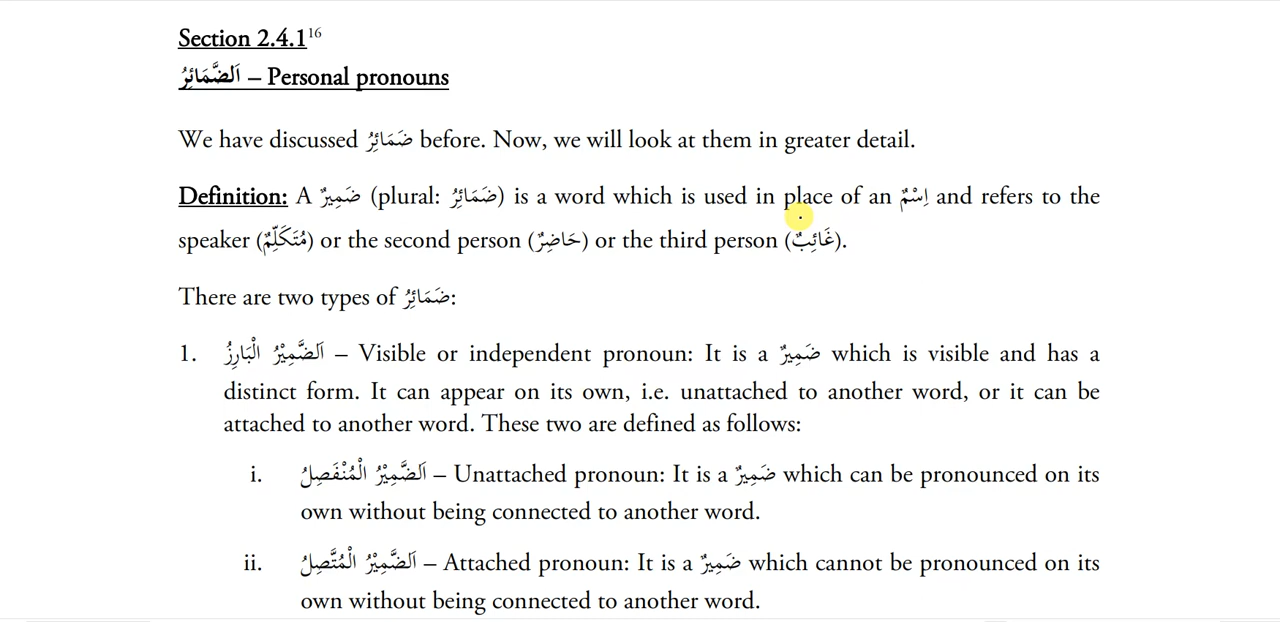 Section 2.4.1¹⁶
اَلضَّمَائِرُ – Personal pronouns
We have discussed ضَمَائِرُ before. Now, we will look at them in greater detail.
Definition: A ضَمِيرٌ (plural: ضَمَائِرُ) is a word which is used in place of an اِسْمٌ and refers to the
speaker (مُتَكَلِّمٌ) or the second person (حَاضِرٌ) or the third person (غَائِبٌ).
There are two types of ضَمَائِرُ:
1. اَلضَّمِيْرُ الْبَارِزُ – Visible or independent pronoun: It is a ضَمِيرٌ which is visible and has a
distinct form. It can appear on its own, i.e. unattached to another word, or it can be
attached to another word. These two are defined as follows:
i. اَلضَّمِيْرُ الْمُنْفَصِلُ – Unattached pronoun: It is a ضَمِيرٌ which can be pronounced on its
own without being connected to another word.
ii. اَلضَّمِيْرُ الْمُتَّصِلُ – Attached pronoun: It is a ضَمِيرٌ which cannot be pronounced on its
own without being connected to another word.